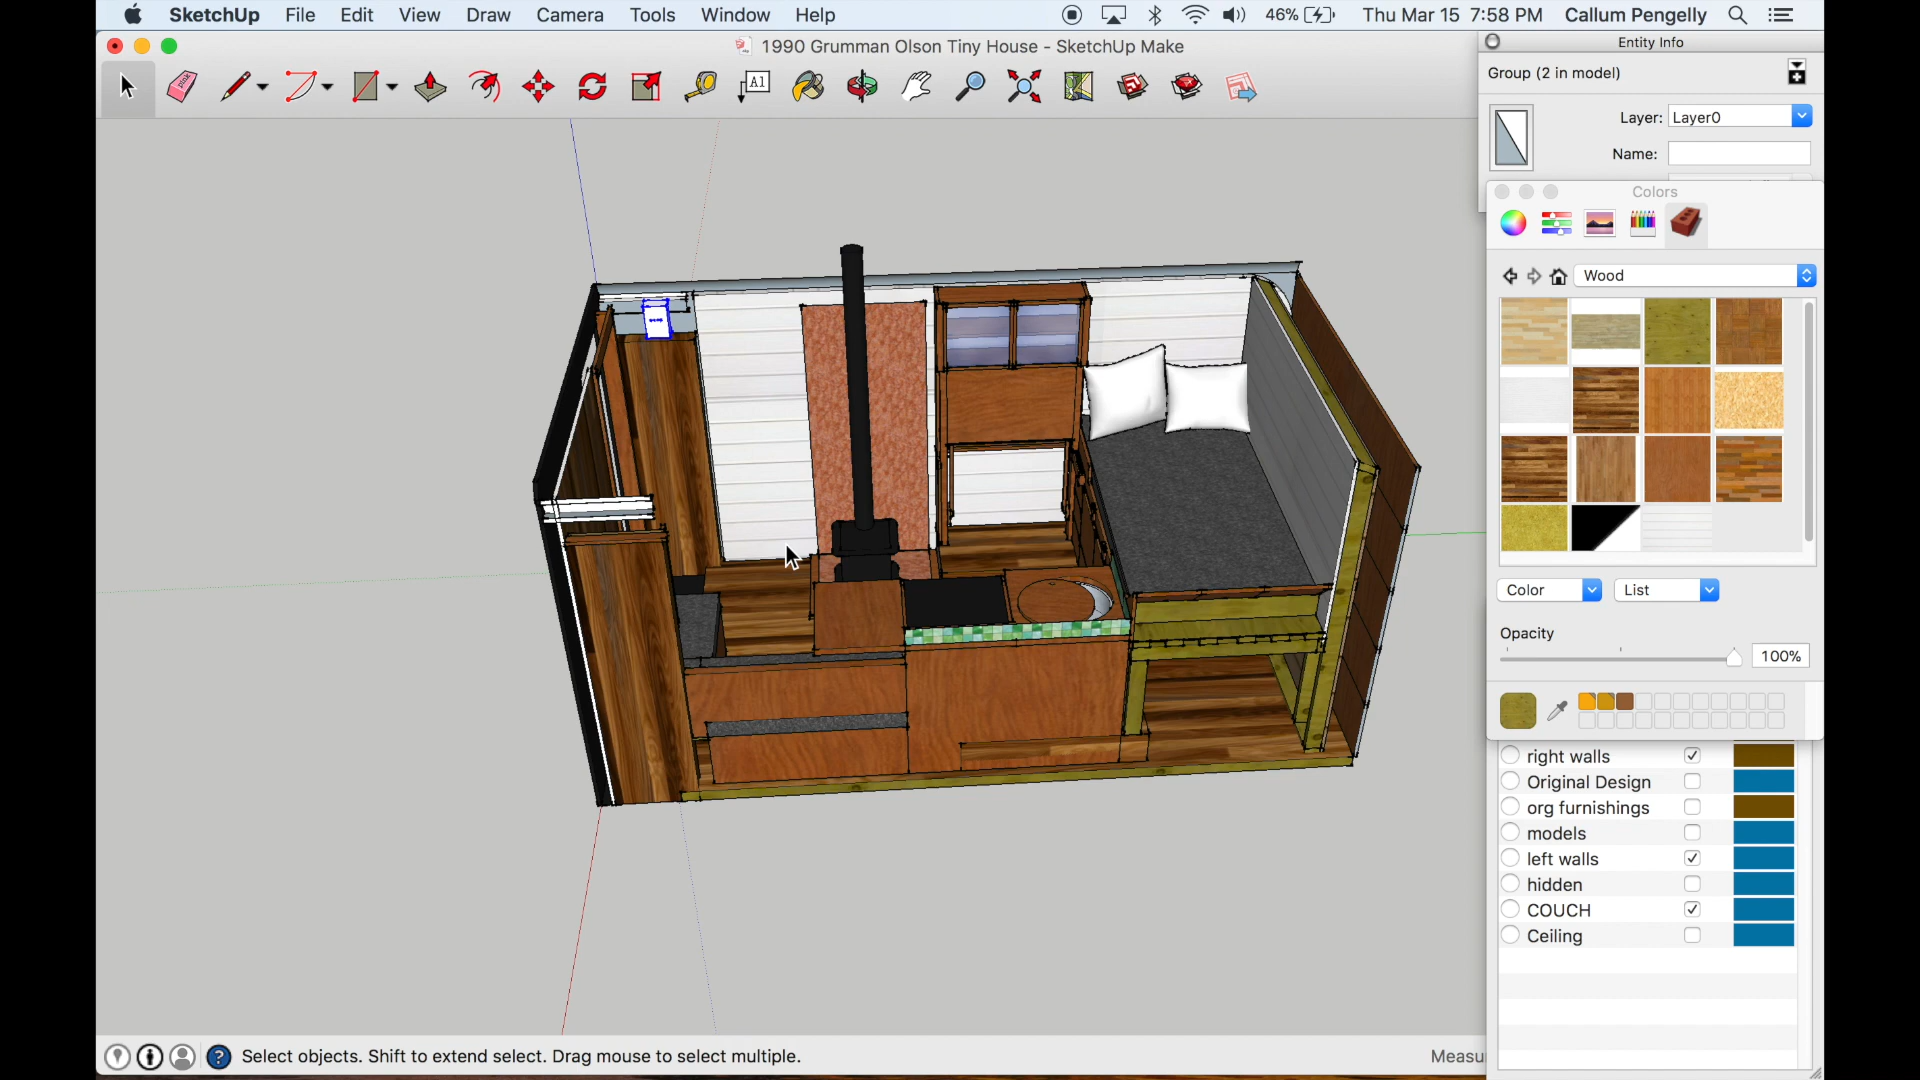 SketchUp File Edit View Draw Camera Tools Window Help 46% Thu Mar 15 7:58 PM Callum Pengelly
1990 Grumman Olson Tiny House - SketchUp Make
Entity Info
Group (2 in model)
Layer: Layer0
Name:
Colors
Wood
Color List
Opacity
100%
right walls
Original Design
org furnishings
models
left walls
hidden
COUCH
Ceiling
Select objects. Shift to extend select. Drag mouse to select multiple.
Measu
pink
A1